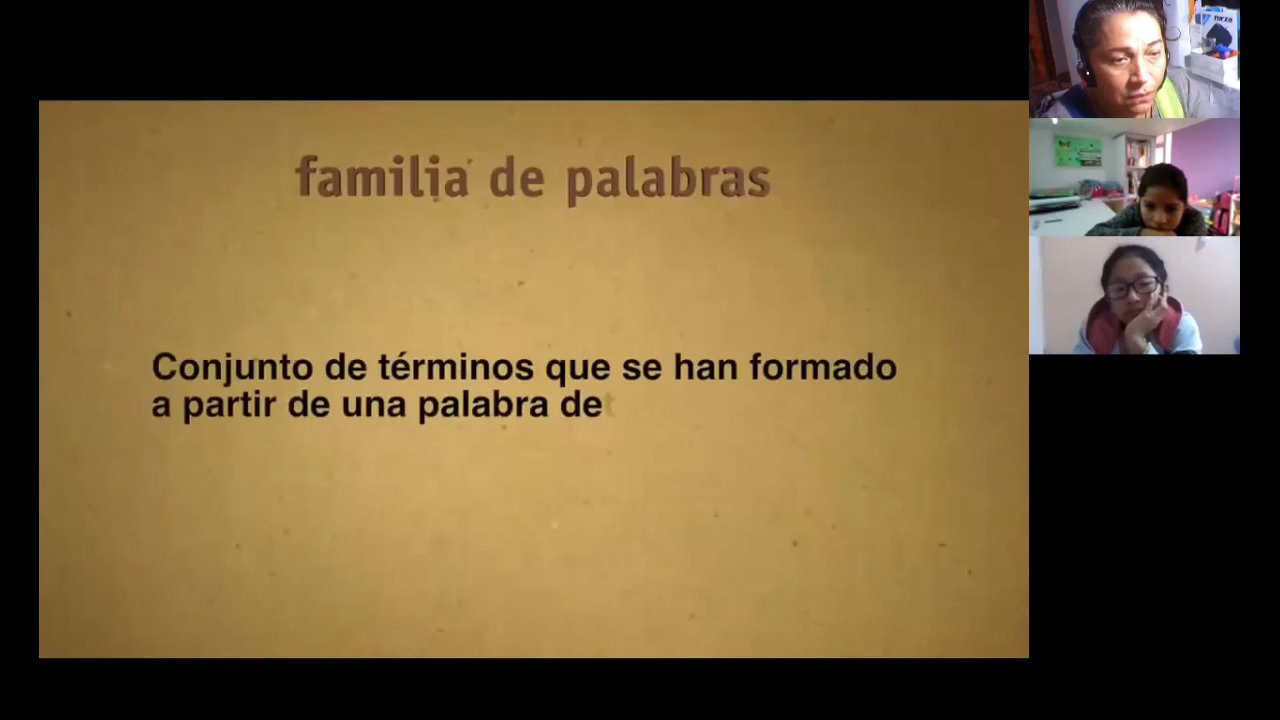 familia de palabras
Conjunto de términos que se han formado
a partir de una palabra de